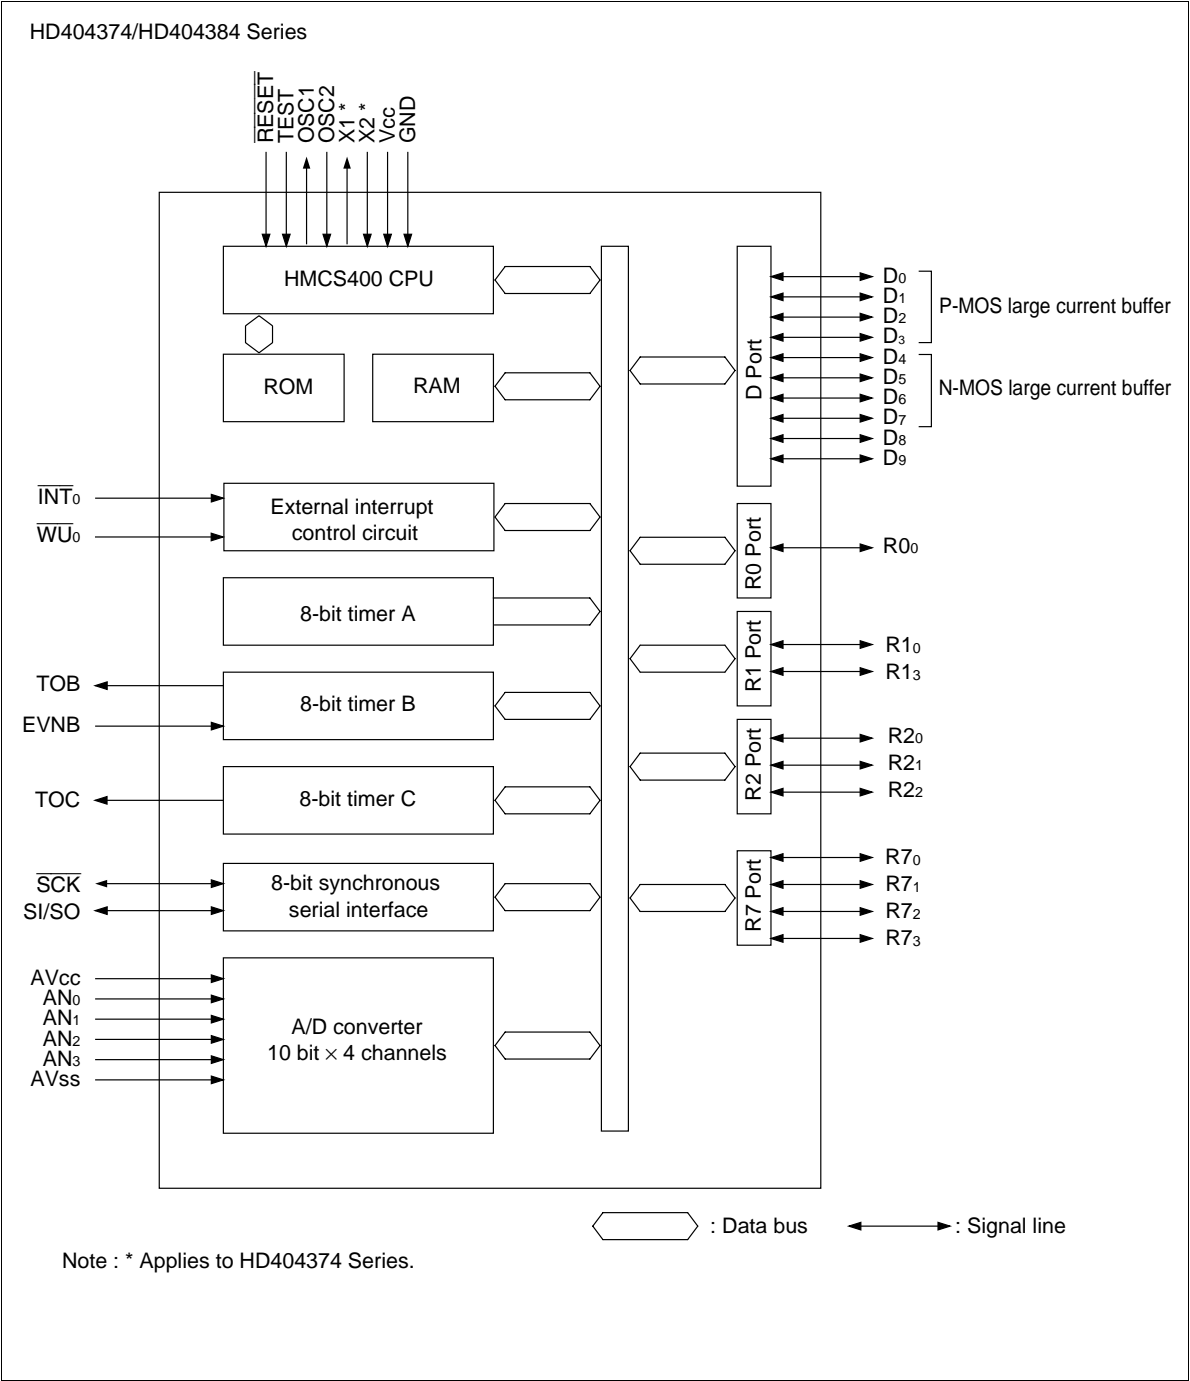 HD404374/HD404384 Series
RESET
TEST
OSC1
OSC2
X1 *
X2 *
Vcc
GND
HMCS400 CPU
ROM
RAM
External interrupt
control circuit
8-bit timer A
8-bit timer B
8-bit timer C
8-bit synchronous
serial interface
A/D converter
10 bit × 4 channels
INT0
WU0
TOB
EVNB
TOC
SCK
SI/SO
AVcc
AN0
AN1
AN2
AN3
AVss
D Port
D0
D1
D2
D3
D4
D5
D6
D7
D8
D9
P-MOS large current buffer
N-MOS large current buffer
R0 Port
R00
R1 Port
R10
R13
R2 Port
R20
R21
R22
R7 Port
R70
R71
R72
R73
: Data bus
: Signal line
Note : * Applies to HD404374 Series.